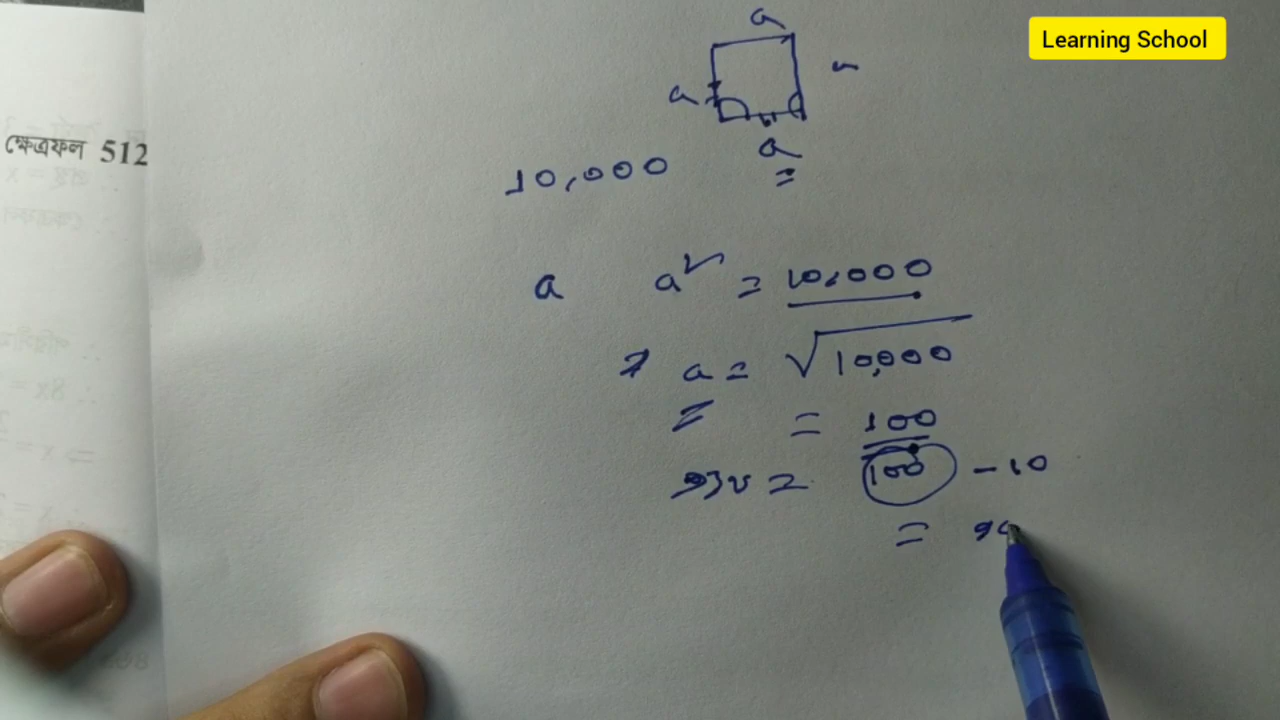 Learning School
a
a
a
ক্ষেত্রফল 512
a
10,000
a a² = 10,000
⇒ a = √10,000
= 100
= 100 - 10
= 90